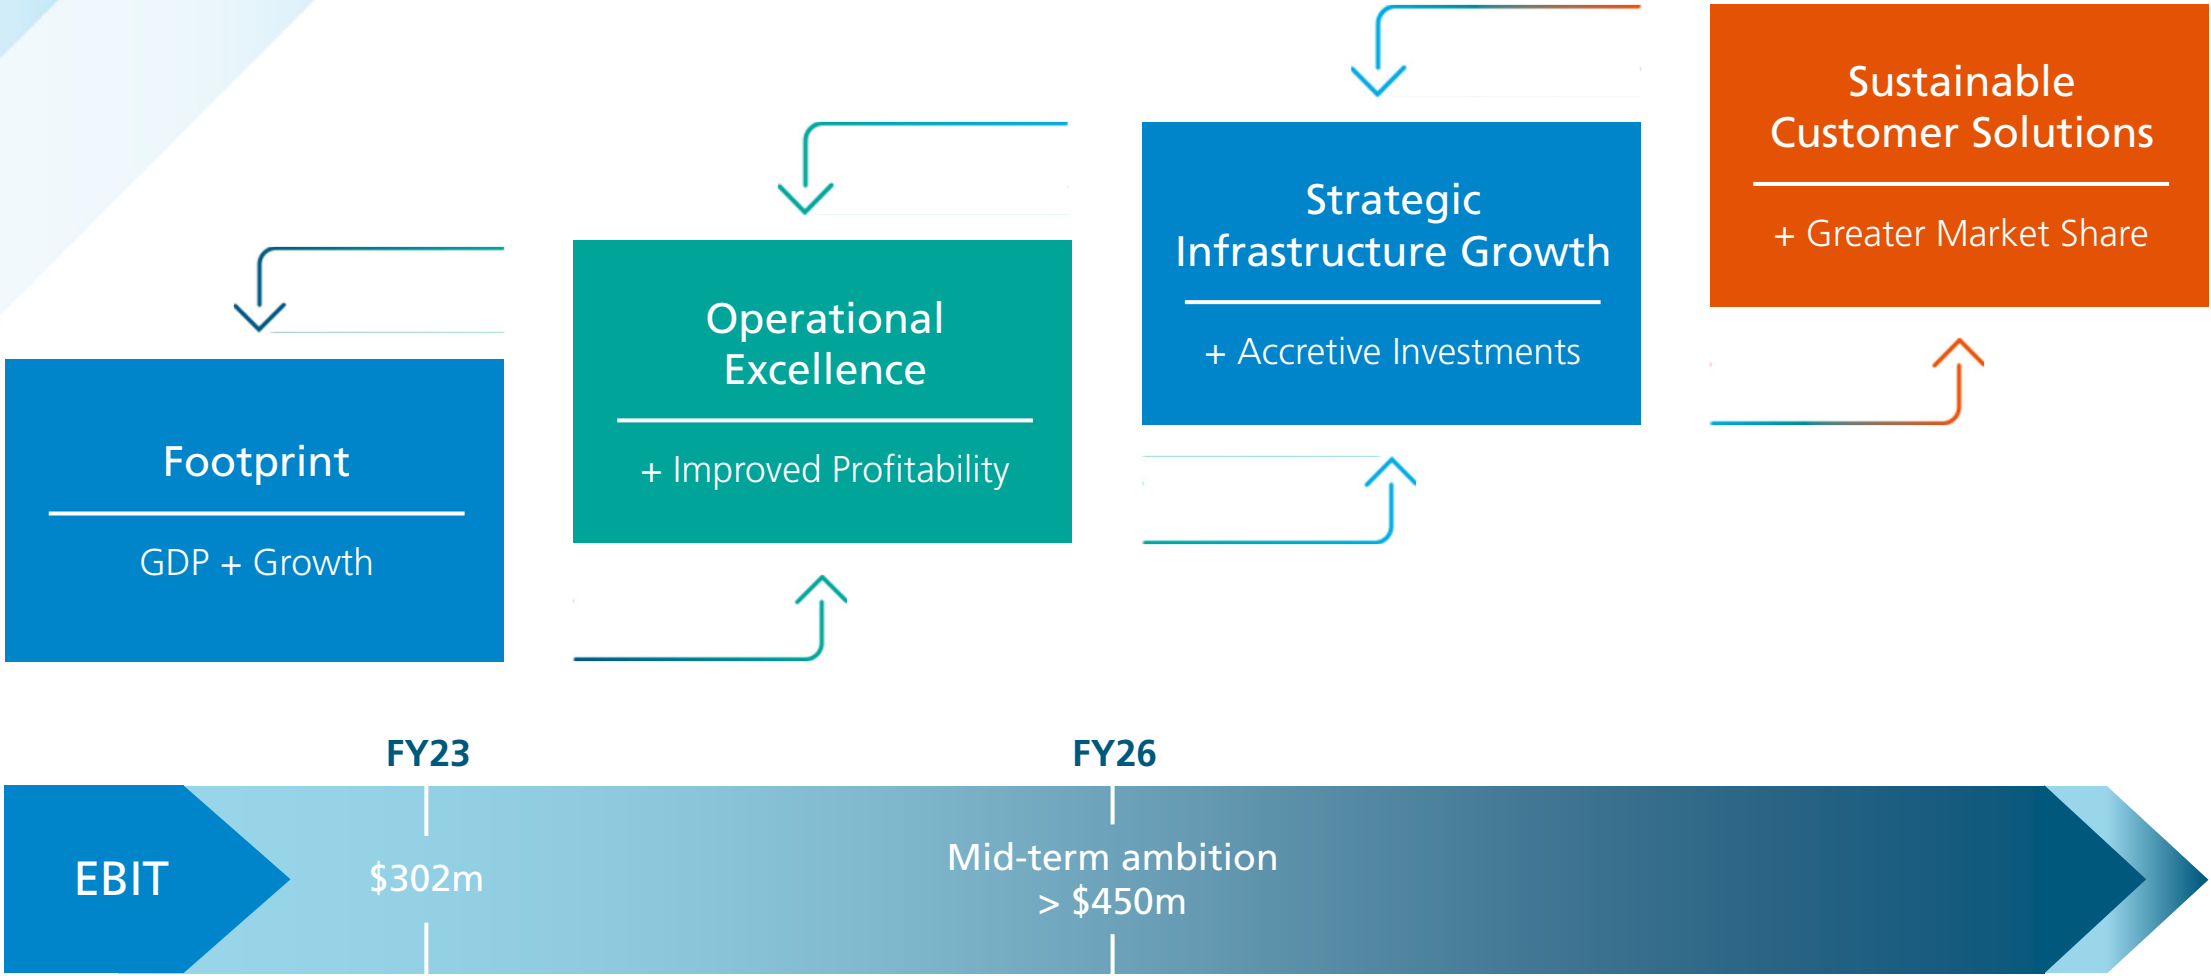 Footprint
GDP + Growth
Operational
Excellence
+ Improved Profitability
Strategic
Infrastructure Growth
+ Accretive Investments
Sustainable
Customer Solutions
+ Greater Market Share
FY23
FY26
EBIT
$302m
Mid-term ambition
> $450m